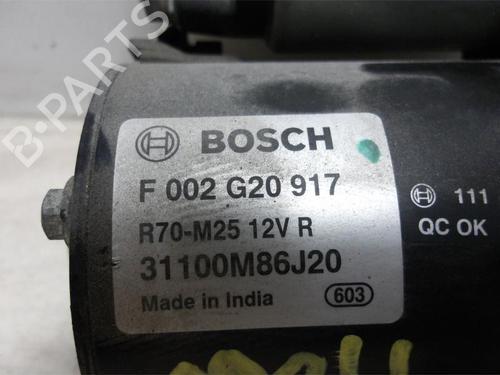 B-PARTS
BOSCH
F 002 G20 917
R70-M25 12V R
31100M86J20
Made in India
603
111
QC OK